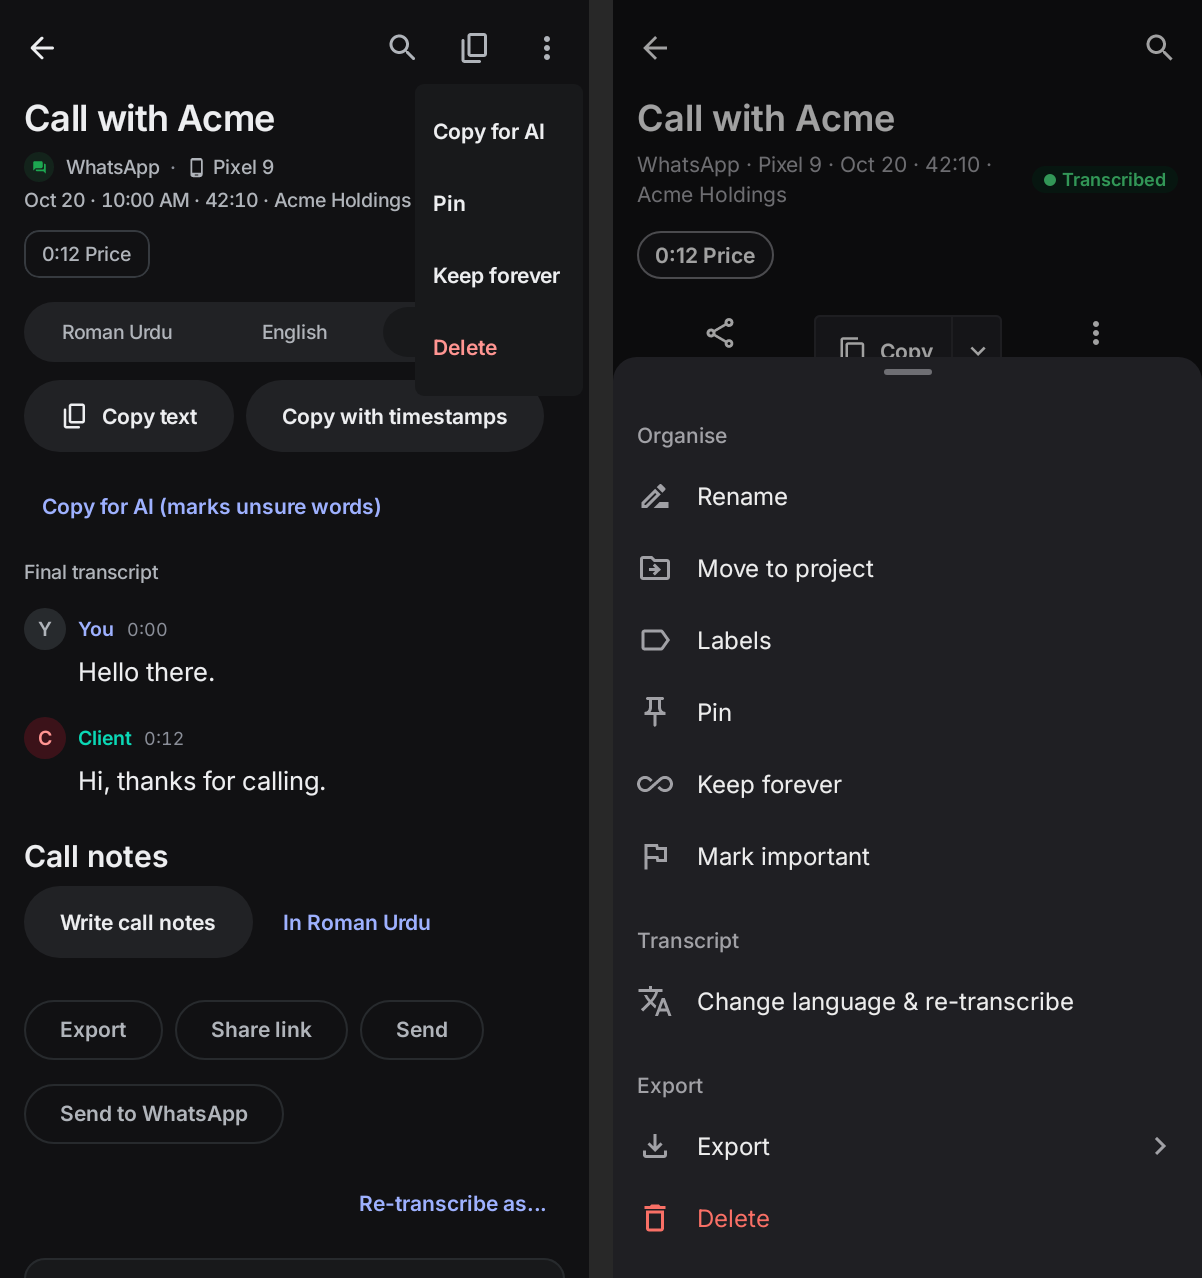 Call with Acme
WhatsApp · Pixel 9
Oct 20 · 10:00 AM · 42:10 · Acme Holdings
0:12 Price
Copy for AI
Pin
Keep forever
Delete
Roman Urdu English
Copy text Copy with timestamps
Copy for AI (marks unsure words)
Final transcript
Y You 0:00
Hello there.
C Client 0:12
Hi, thanks for calling.
Call notes
Write call notes In Roman Urdu
Export Share link Send
Send to WhatsApp
Re-transcribe as...
Call with Acme
WhatsApp · Pixel 9 · Oct 20 · 42:10 ·
Acme Holdings
Transcribed
0:12 Price
Copy
Organise
Rename
Move to project
Labels
Pin
Keep forever
Mark important
Transcript
Change language & re-transcribe
Export
Export
Delete